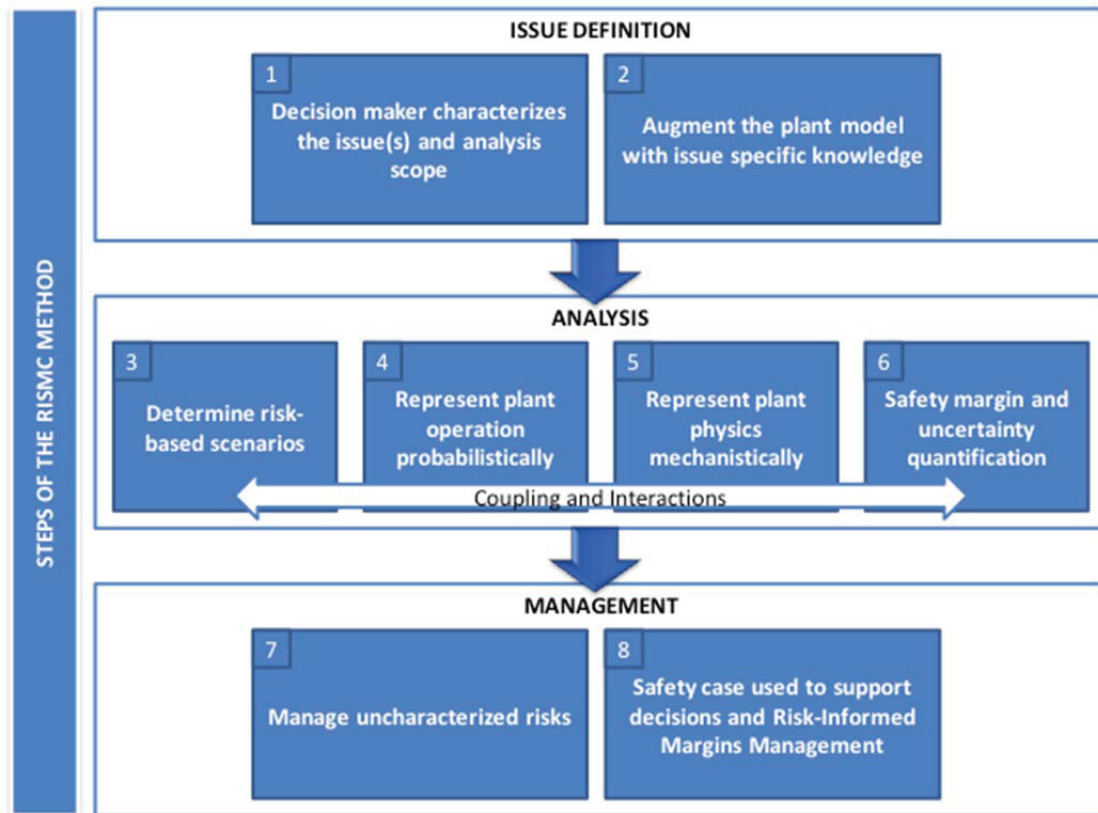 STEPS OF THE RISMC METHOD
ISSUE DEFINITION
1
Decision maker characterizes
the issue(s) and analysis
scope
2
Augment the plant model
with issue specific knowledge
ANALYSIS
3
Determine risk-
based scenarios
4
Represent plant
operation
probabilistically
5
Represent plant
physics
mechanistically
6
Safety margin and
uncertainty
quantification
Coupling and Interactions
MANAGEMENT
7
Manage uncharacterized risks
8
Safety case used to support
decisions and Risk-Informed
Margins Management